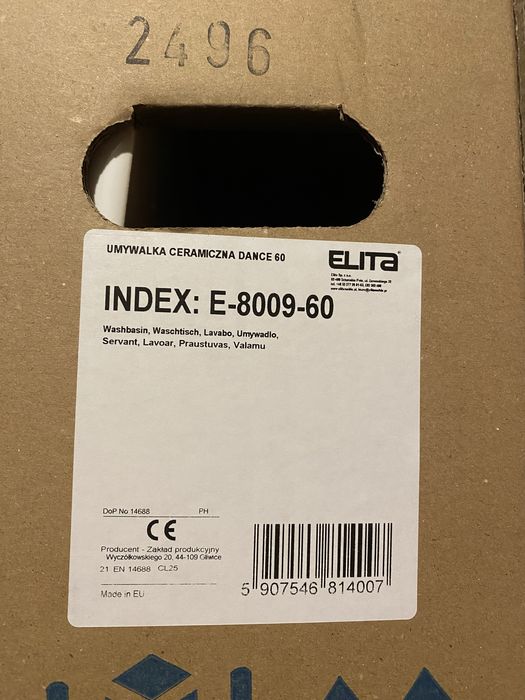 2496
UMYWALKA CERAMICZNA DANCE 60
ELITA
INDEX: E-8009-60
Washbasin, Waschtisch, Lavabo, Umywadlo,
Servant, Lavoar, Praustuvas, Valamu
DoP No 14688 PH
CE
Producent - Zakład produkcyjny
Wyczółkowskiego 20, 44-109 Gliwice
21 EN 14688 CL25
Made in EU
5 907546 814007